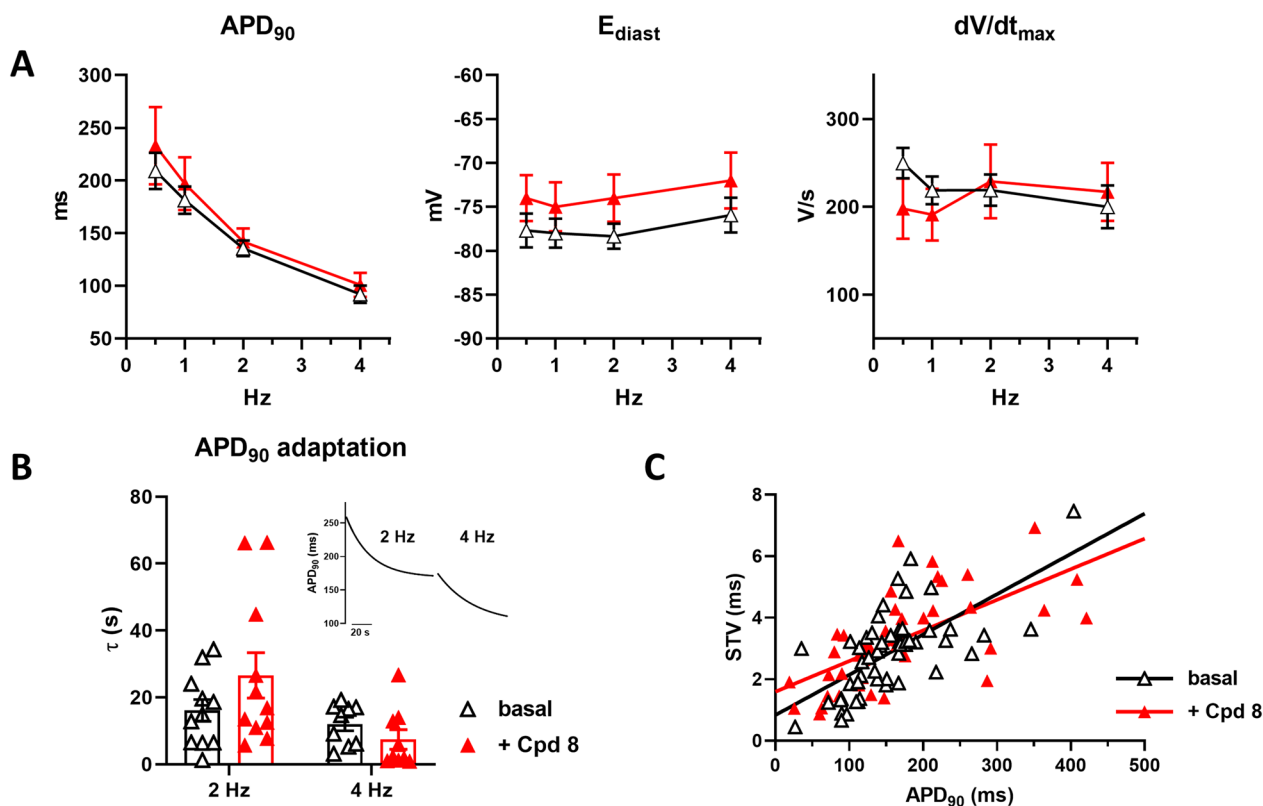 A
APD90
300
250
200
150
100
50
ms
0 1 2 3 4
Hz
Ediast
-60
-65
-70
-75
-80
-85
-90
mV
0 1 2 3 4
Hz
dV/dtmax
300
200
100
V/s
0 1 2 3 4
Hz
B
APD90 adaptation
80
60
40
20
0
τ (s)
2 Hz 4 Hz
250
200
150
100
APD90 (ms)
2 Hz 4 Hz
20 s
basal
+ Cpd 8
C
8
6
4
2
0
STV (ms)
0 100 200 300 400 500
APD90 (ms)
basal
+ Cpd 8